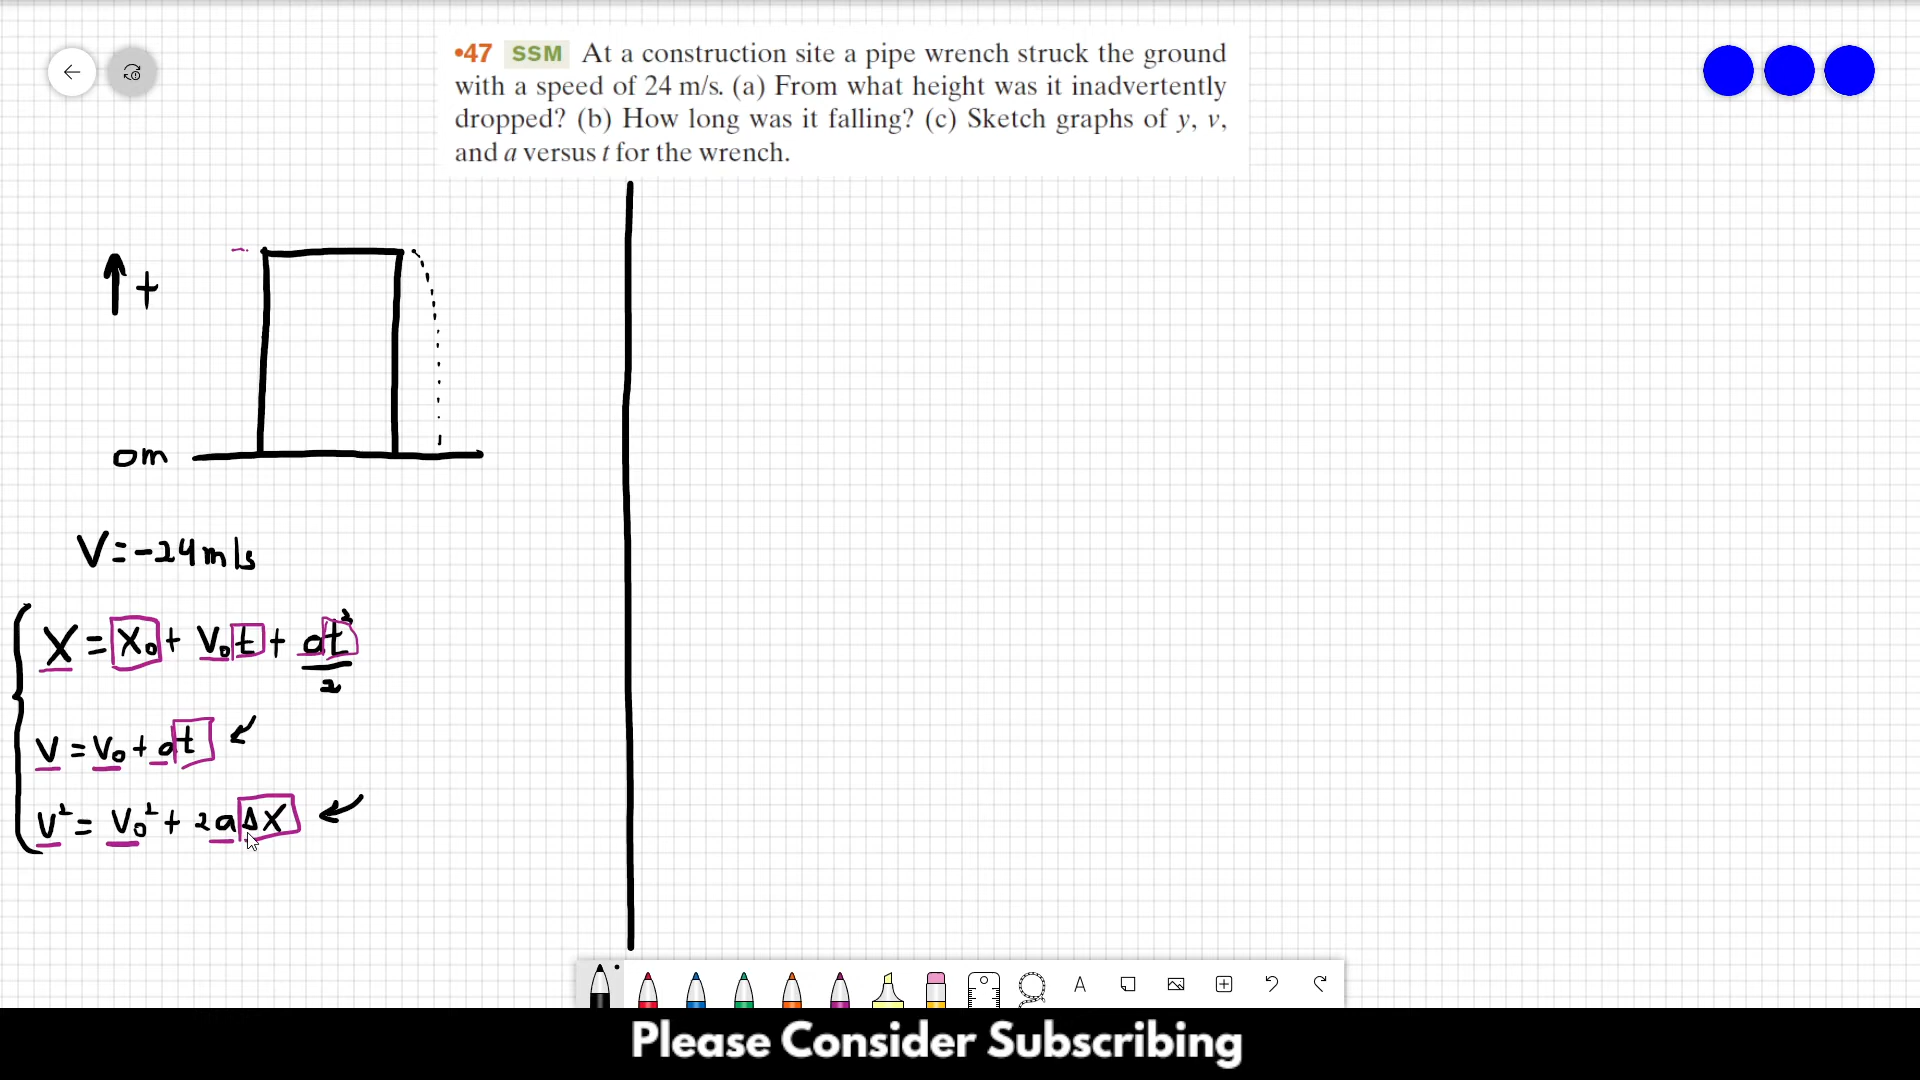 •47 SSM At a construction site a pipe wrench struck the ground
with a speed of 24 m/s. (a) From what height was it inadvertently
dropped? (b) How long was it falling? (c) Sketch graphs of y, v,
and a versus t for the wrench.
+
0m
V=-24m/s
X = X₀ + V₀t + at²/2
V = V₀ + at
V² = V₀² + 2aΔX
A
Please Consider Subscribing